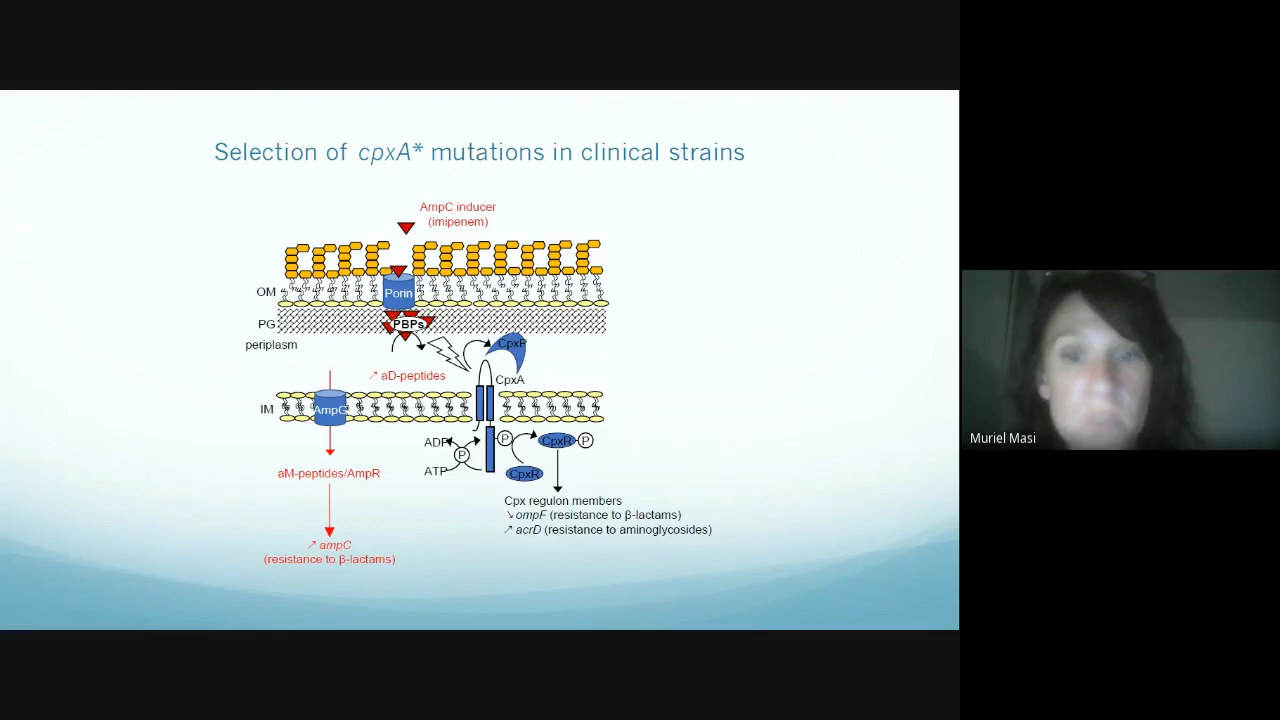 Selection of cpxA* mutations in clinical strains
AmpC inducer
(imipenem)
OM
Porin
PG
PBPs
periplasm
CpxP
↗ aD-peptides
CpxA
IM
AmpG
ADP
P
P
CpxR
P
ATP
CpxR
aM-peptides/AmpR
Cpx regulon members
↘ ompF (resistance to β-lactams)
↗ acrD (resistance to aminoglycosides)
↗ ampC
(resistance to β-lactams)
Muriel Masi